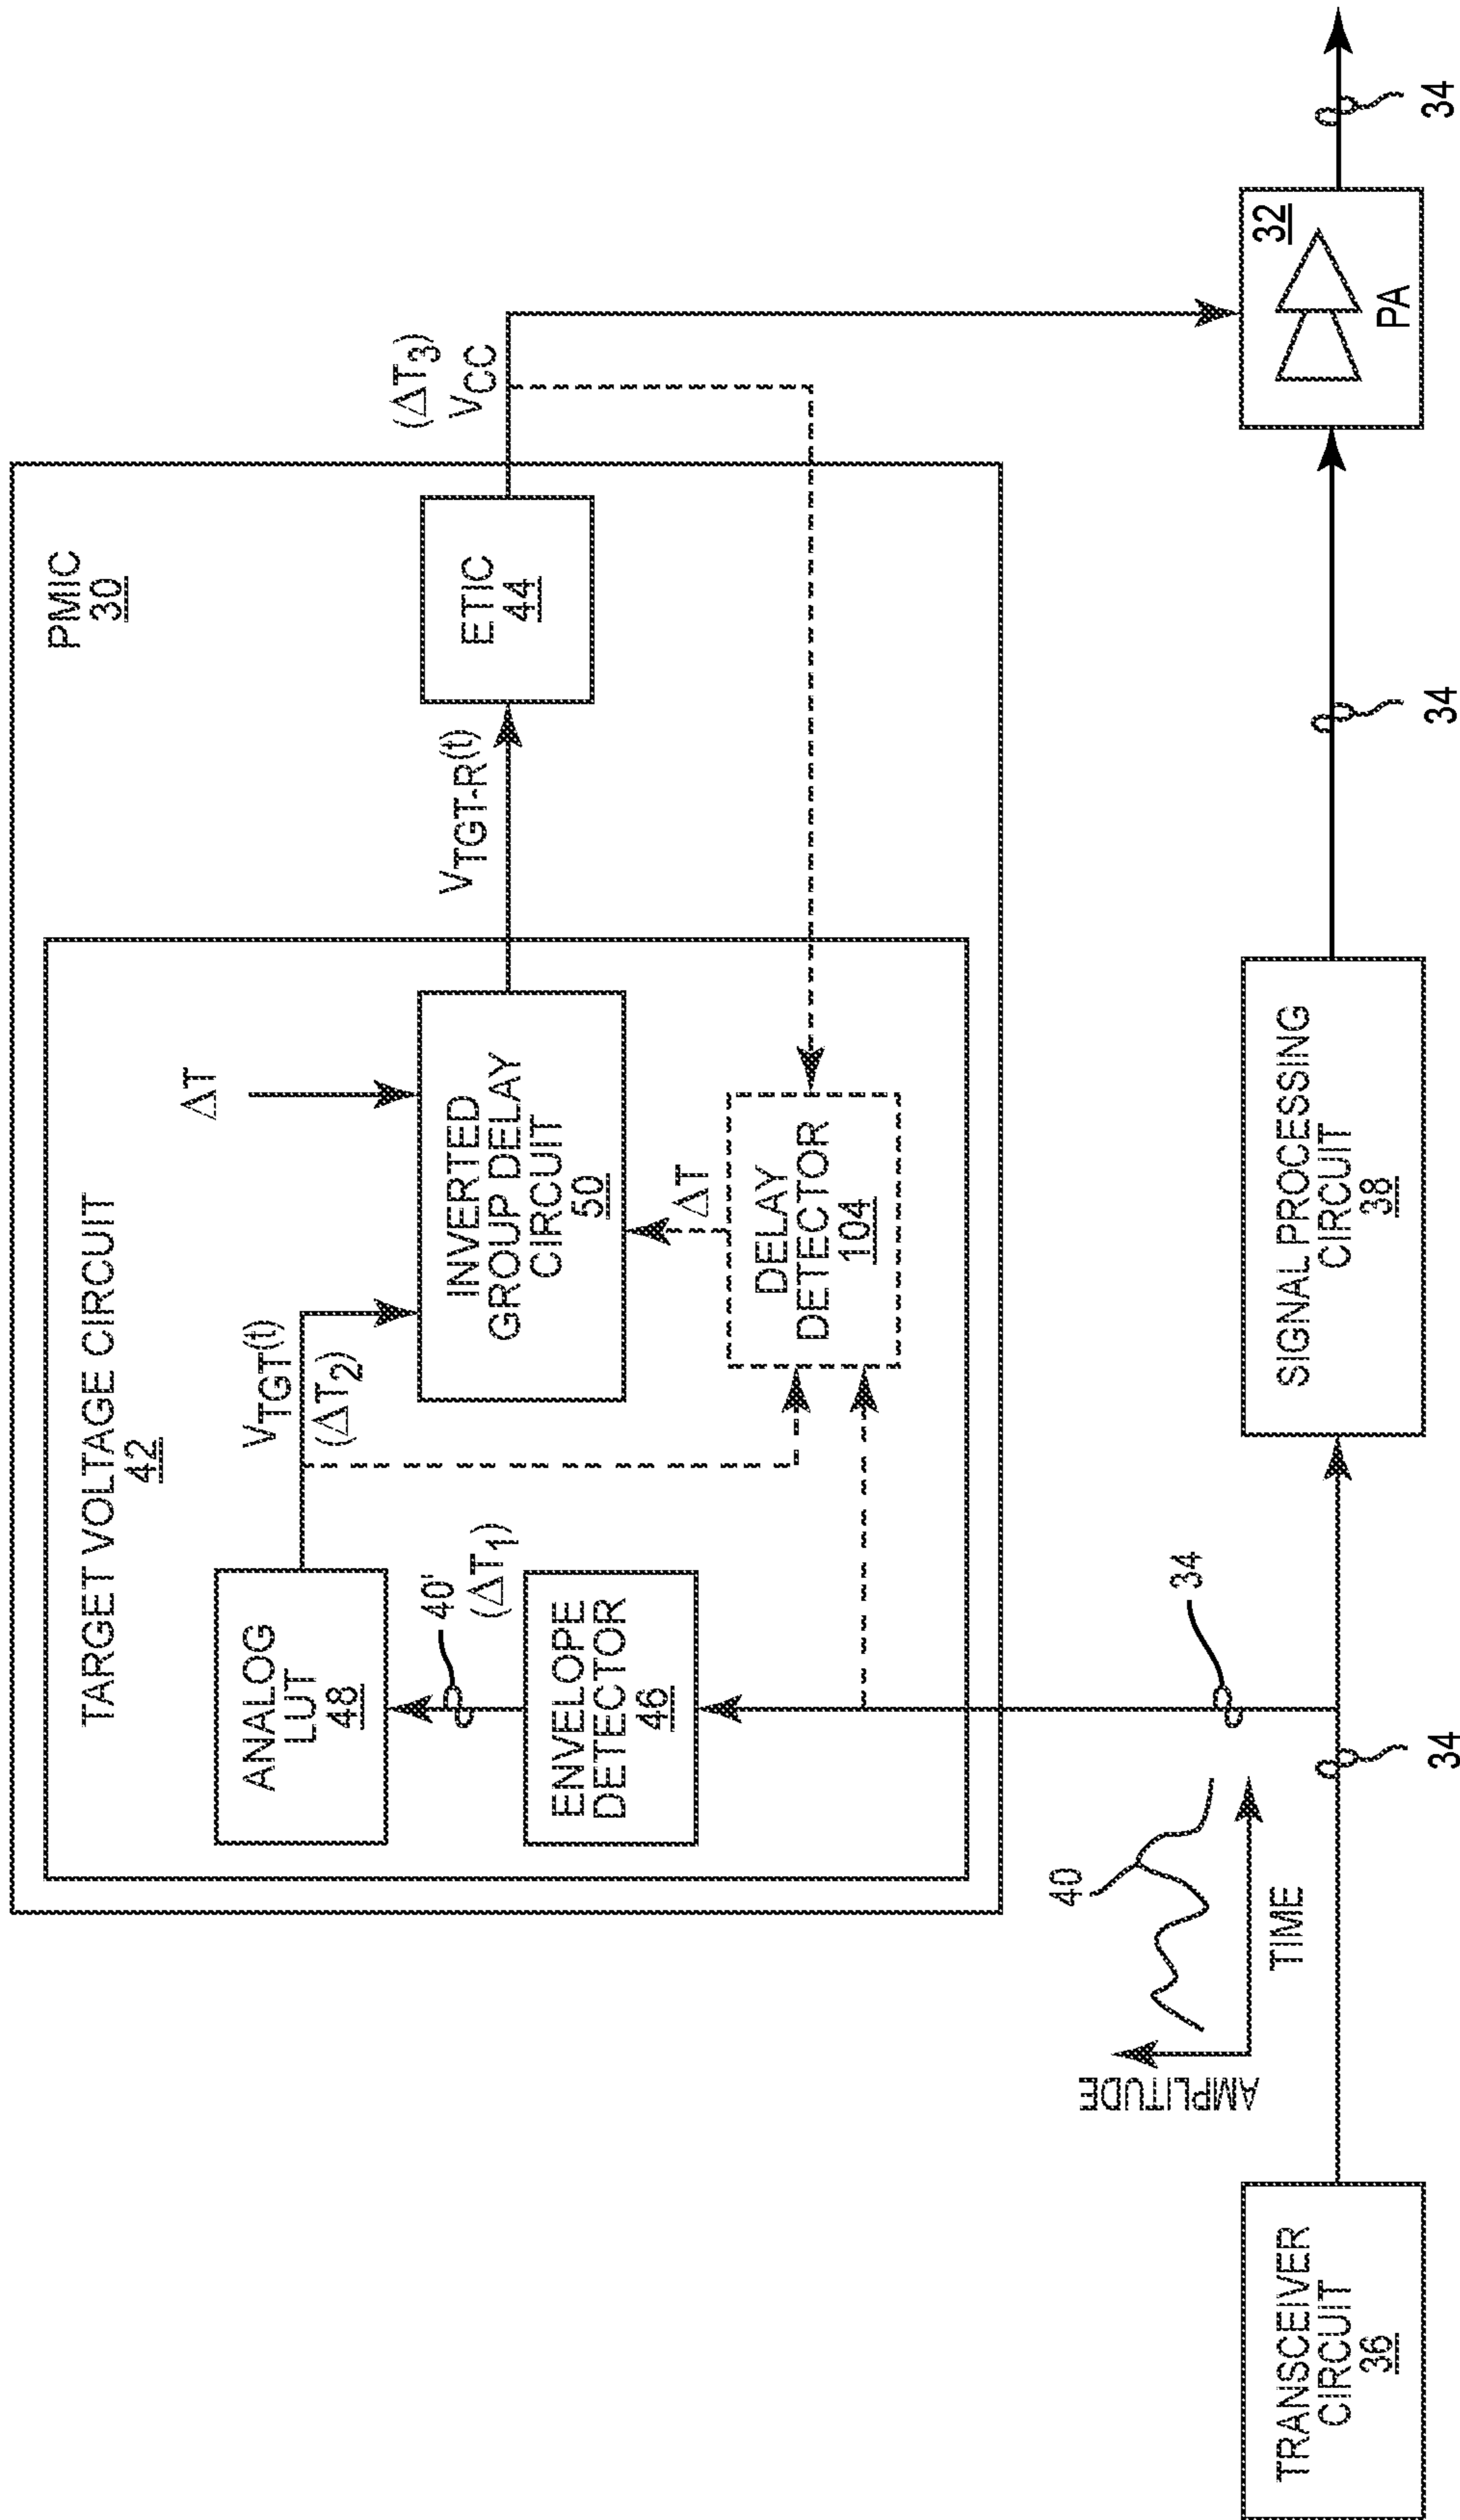 PMIC
30
TARGET VOLTAGE CIRCUIT
42
ANALOG
LUT
48
40'
(ΔT1)
ENVELOPE
DETECTOR
46
VTGT(t)
(ΔT2)
ΔT
INVERTED
GROUP DELAY
CIRCUIT
50
ΔT
DELAY
DETECTOR
104
VTGT-R(t)
ETIC
44
(ΔT3)
VCC
AMPLITUDE
TIME
40
34
TRANSCEIVER
CIRCUIT
36
34
SIGNAL PROCESSING
CIRCUIT
38
34
32
PA
34